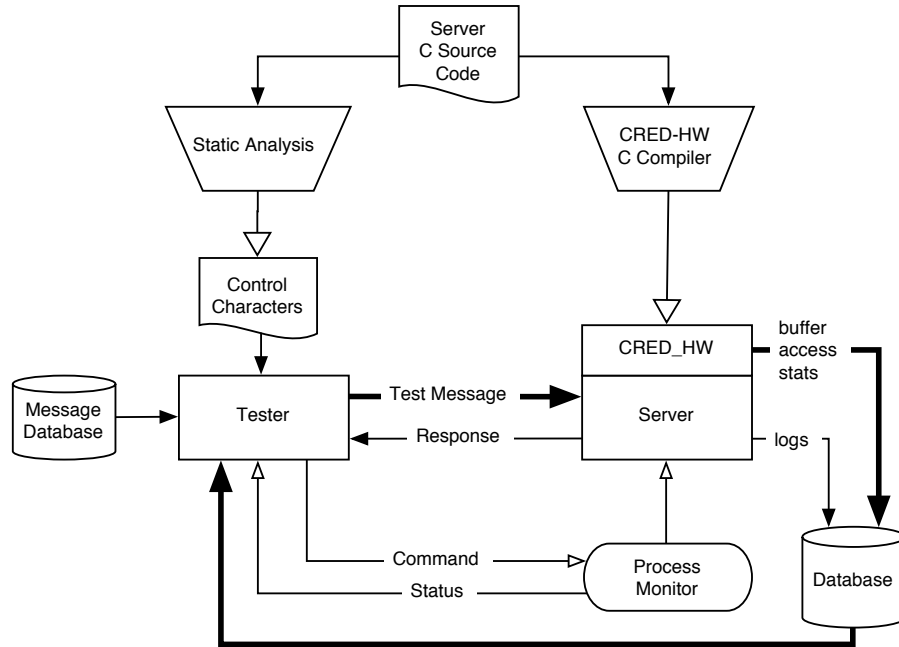 Server
C Source
Code
Static Analysis
CRED-HW
C Compiler
Control
Characters
CRED_HW
buffer
access
stats
Message
Database
Tester
Test Message
Server
Response
logs
Command
Status
Process
Monitor
Database